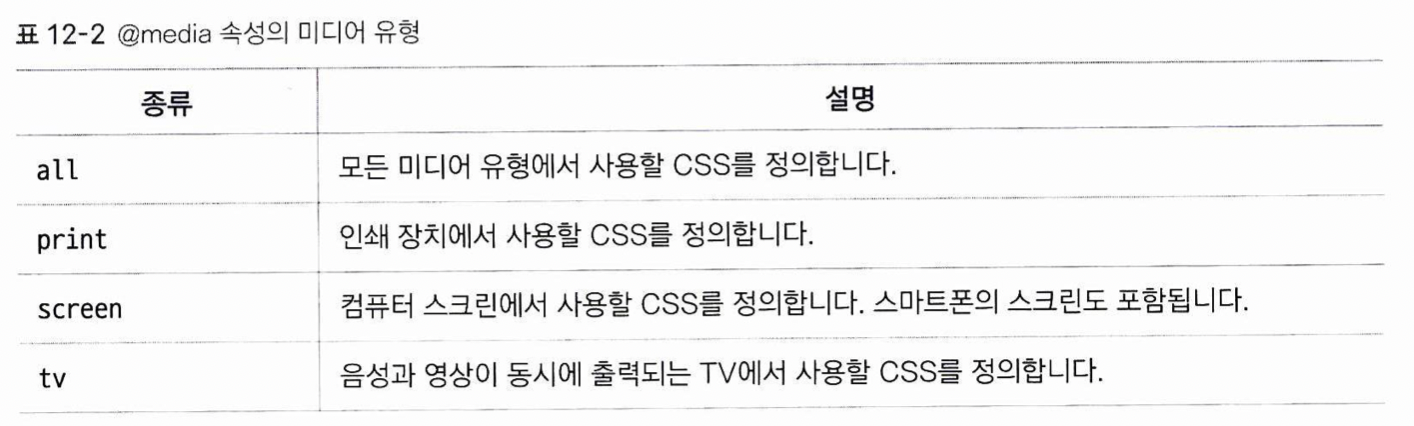 표 12-2 @media 속성의 미디어 유형
종류 설명
all 모든 미디어 유형에서 사용할 CSS를 정의합니다.
print 인쇄 장치에서 사용할 CSS를 정의합니다.
screen 컴퓨터 스크린에서 사용할 CSS를 정의합니다. 스마트폰의 스크린도 포함됩니다.
tv 음성과 영상이 동시에 출력되는 TV에서 사용할 CSS를 정의합니다.